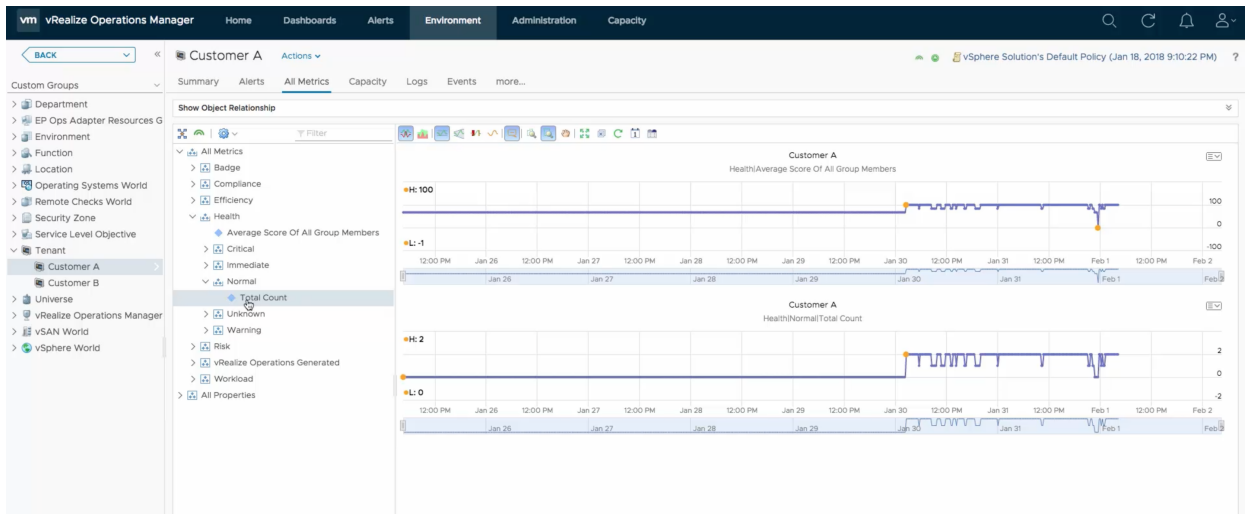 vm vRealize Operations Manager Home Dashboards Alerts Environment Administration Capacity
BACK
Customer A Actions
vSphere Solution's Default Policy (Jan 18, 2018 9:10:22 PM) ?
Custom Groups
Summary Alerts All Metrics Capacity Logs Events more...
Department
EP Ops Adapter Resources G
Environment
Function
Location
Operating Systems World
Remote Checks World
Security Zone
Service Level Objective
Tenant
Customer A
Customer B
Universe
vRealize Operations Manager
vSAN World
vSphere World
Show Object Relationship
Filter
All Metrics
Badge
Compliance
Efficiency
Health
Average Score Of All Group Members
Critical
Immediate
Normal
Total Count
Unknown
Warning
Risk
vRealize Operations Generated
Workload
All Properties
Customer A
Health|Average Score Of All Group Members
H: 100
L: -1
100
0
-100
12:00 PM Jan 26 12:00 PM Jan 27 12:00 PM Jan 28 12:00 PM Jan 29 12:00 PM Jan 30 12:00 PM Jan 31 12:00 PM Feb 1 12:00 PM Feb 2
Jan 26 Jan 27 Jan 28 Jan 29 Jan 30 Jan 31 Feb 1 Feb 2
Customer A
Health|Normal|Total Count
H: 2
L: 0
2
0
-2
12:00 PM Jan 26 12:00 PM Jan 27 12:00 PM Jan 28 12:00 PM Jan 29 12:00 PM Jan 30 12:00 PM Jan 31 12:00 PM Feb 1 12:00 PM Feb 2
Jan 26 Jan 27 Jan 28 Jan 29 Jan 30 Jan 31 Feb 1 Feb 2